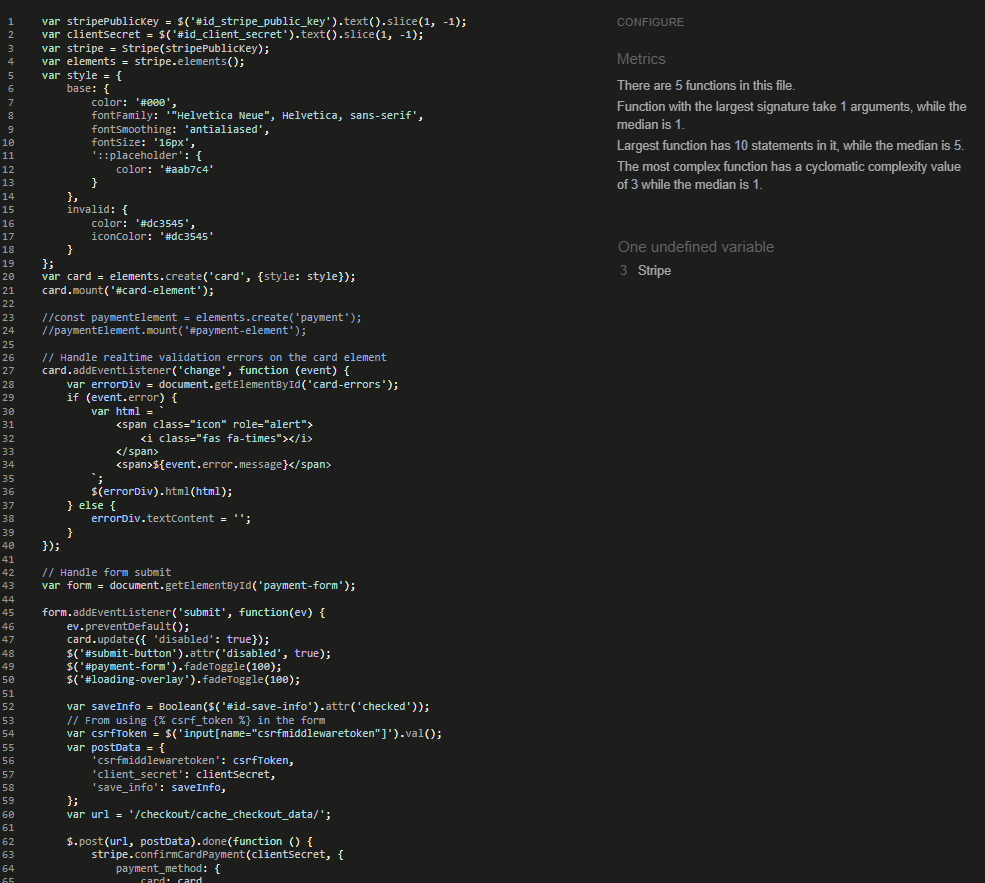 1 var stripePublicKey = $('#id_stripe_public_key').text().slice(1, -1);
2 var clientSecret = $('#id_client_secret').text().slice(1, -1);
3 var stripe = Stripe(stripePublicKey);
4 var elements = stripe.elements();
5 var style = {
6 base: {
7 color: '#000',
8 fontFamily: '"Helvetica Neue", Helvetica, sans-serif',
9 fontSmoothing: 'antialiased',
10 fontSize: '16px',
11 '::placeholder': {
12 color: '#aab7c4'
13 }
14 },
15 invalid: {
16 color: '#dc3545',
17 iconColor: '#dc3545'
18 }
19 };
20 var card = elements.create('card', {style: style});
21 card.mount('#card-element');
22
23 //const paymentElement = elements.create('payment');
24 //paymentElement.mount('#payment-element');
25
26 // Handle realtime validation errors on the card element
27 card.addEventListener('change', function (event) {
28 var errorDiv = document.getElementById('card-errors');
29 if (event.error) {
30 var html = `
31 <span class="icon" role="alert">
32 <i class="fas fa-times"></i>
33 </span>
34 <span>${event.error.message}</span>
35 `;
36 $(errorDiv).html(html);
37 } else {
38 errorDiv.textContent = '';
39 }
40 });
41
42 // Handle form submit
43 var form = document.getElementById('payment-form');
44
45 form.addEventListener('submit', function(ev) {
46 ev.preventDefault();
47 card.update({ 'disabled': true});
48 $('#submit-button').attr('disabled', true);
49 $('#payment-form').fadeToggle(100);
50 $('#loading-overlay').fadeToggle(100);
51
52 var saveInfo = Boolean($('#id-save-info').attr('checked'));
53 // From using {% csrf_token %} in the form
54 var csrfToken = $('input[name="csrfmiddlewaretoken"]').val();
55 var postData = {
56 'csrfmiddlewaretoken': csrfToken,
57 'client_secret': clientSecret,
58 'save_info': saveInfo,
59 };
60 var url = '/checkout/cache_checkout_data/';
61
62 $.post(url, postData).done(function () {
63 stripe.confirmCardPayment(clientSecret, {
64 payment_method: {
65 card: card
CONFIGURE
Metrics
There are 5 functions in this file.
Function with the largest signature take 1 arguments, while the
median is 1.
Largest function has 10 statements in it, while the median is 5.
The most complex function has a cyclomatic complexity value
of 3 while the median is 1.
One undefined variable
3 Stripe